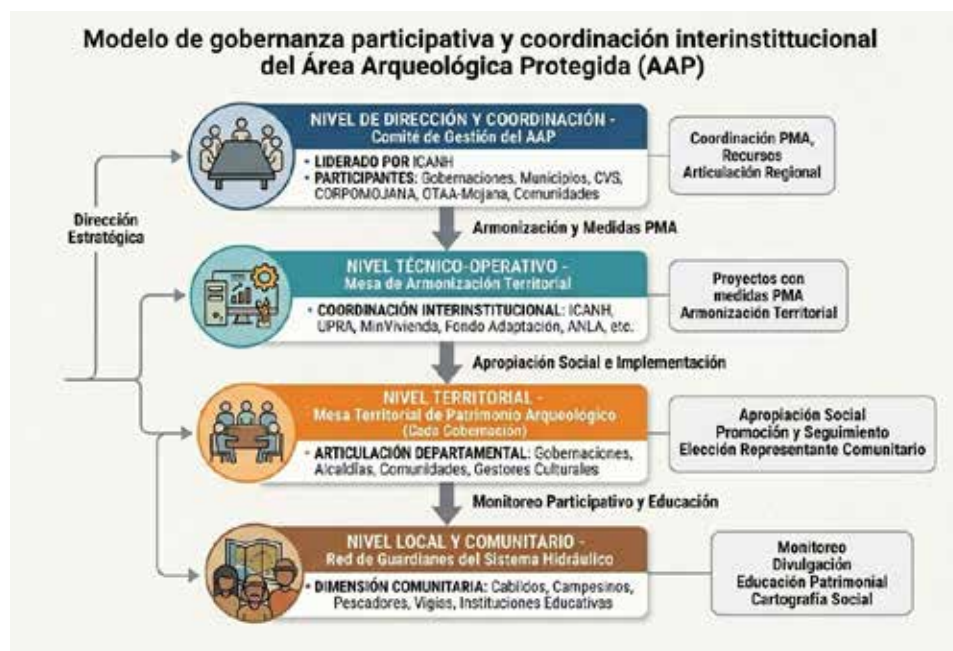 Modelo de gobernanza participativa y coordinación interinstitucional
del Área Arqueológica Protegida (AAP)
NIVEL DE DIRECCIÓN Y COORDINACIÓN -
Comité de Gestión del AAP
• LIDERADO POR ICANH
• PARTICIPANTES: Gobernaciones, Municipios, CVS,
CORPOMOJANA, OTAA-Mojana, Comunidades
Coordinación PMA,
Recursos
Articulación Regional
Dirección
Estratégica
Armonización y Medidas PMA
NIVEL TÉCNICO-OPERATIVO -
Mesa de Armonización Territorial
• COORDINACIÓN INTERINSTITUCIONAL: ICANH,
UPRA, MinVivienda, Fondo Adaptación, ANLA, etc.
Proyectos con
medidas PMA
Armonización Territorial
Apropiación Social e Implementación
NIVEL TERRITORIAL -
Mesa Territorial de Patrimonio Arqueológico
(Cada Gobernación)
• ARTICULACIÓN DEPARTAMENTAL: Gobernaciones,
Alcaldías, Comunidades, Gestores Culturales
Apropiación Social
Promoción y Seguimiento
Elección Representante Comunitario
Monitoreo Participativo y Educación
NIVEL LOCAL Y COMUNITARIO -
Red de Guardianes del Sistema Hidráulico
• DIMENSIÓN COMUNITARIA: Cabildos, Campesinos,
Pescadores, Vigías, Instituciones Educativas
Monitoreo
Divulgación
Educación Patrimonial
Cartografía Social